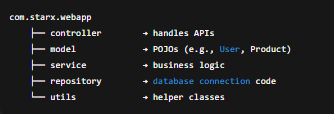 com.starx.webapp
├── controller → handles APIs
├── model → POJOs (e.g., User, Product)
├── service → business logic
├── repository → database connection code
└── utils → helper classes